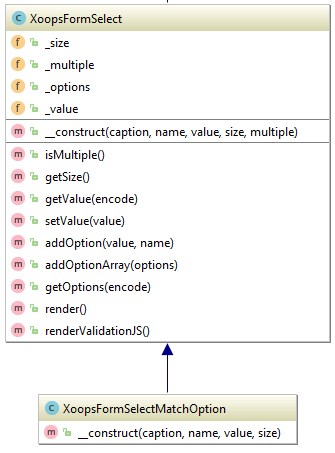 C XoopsFormSelect
f _size
f _multiple
f _options
f _value
m __construct(caption, name, value, size, multiple)
m isMultiple()
m getSize()
m getValue(encode)
m setValue(value)
m addOption(value, name)
m addOptionArray(options)
m getOptions(encode)
m render()
m renderValidationJS()
C XoopsFormSelectMatchOption
m __construct(caption, name, value, size)